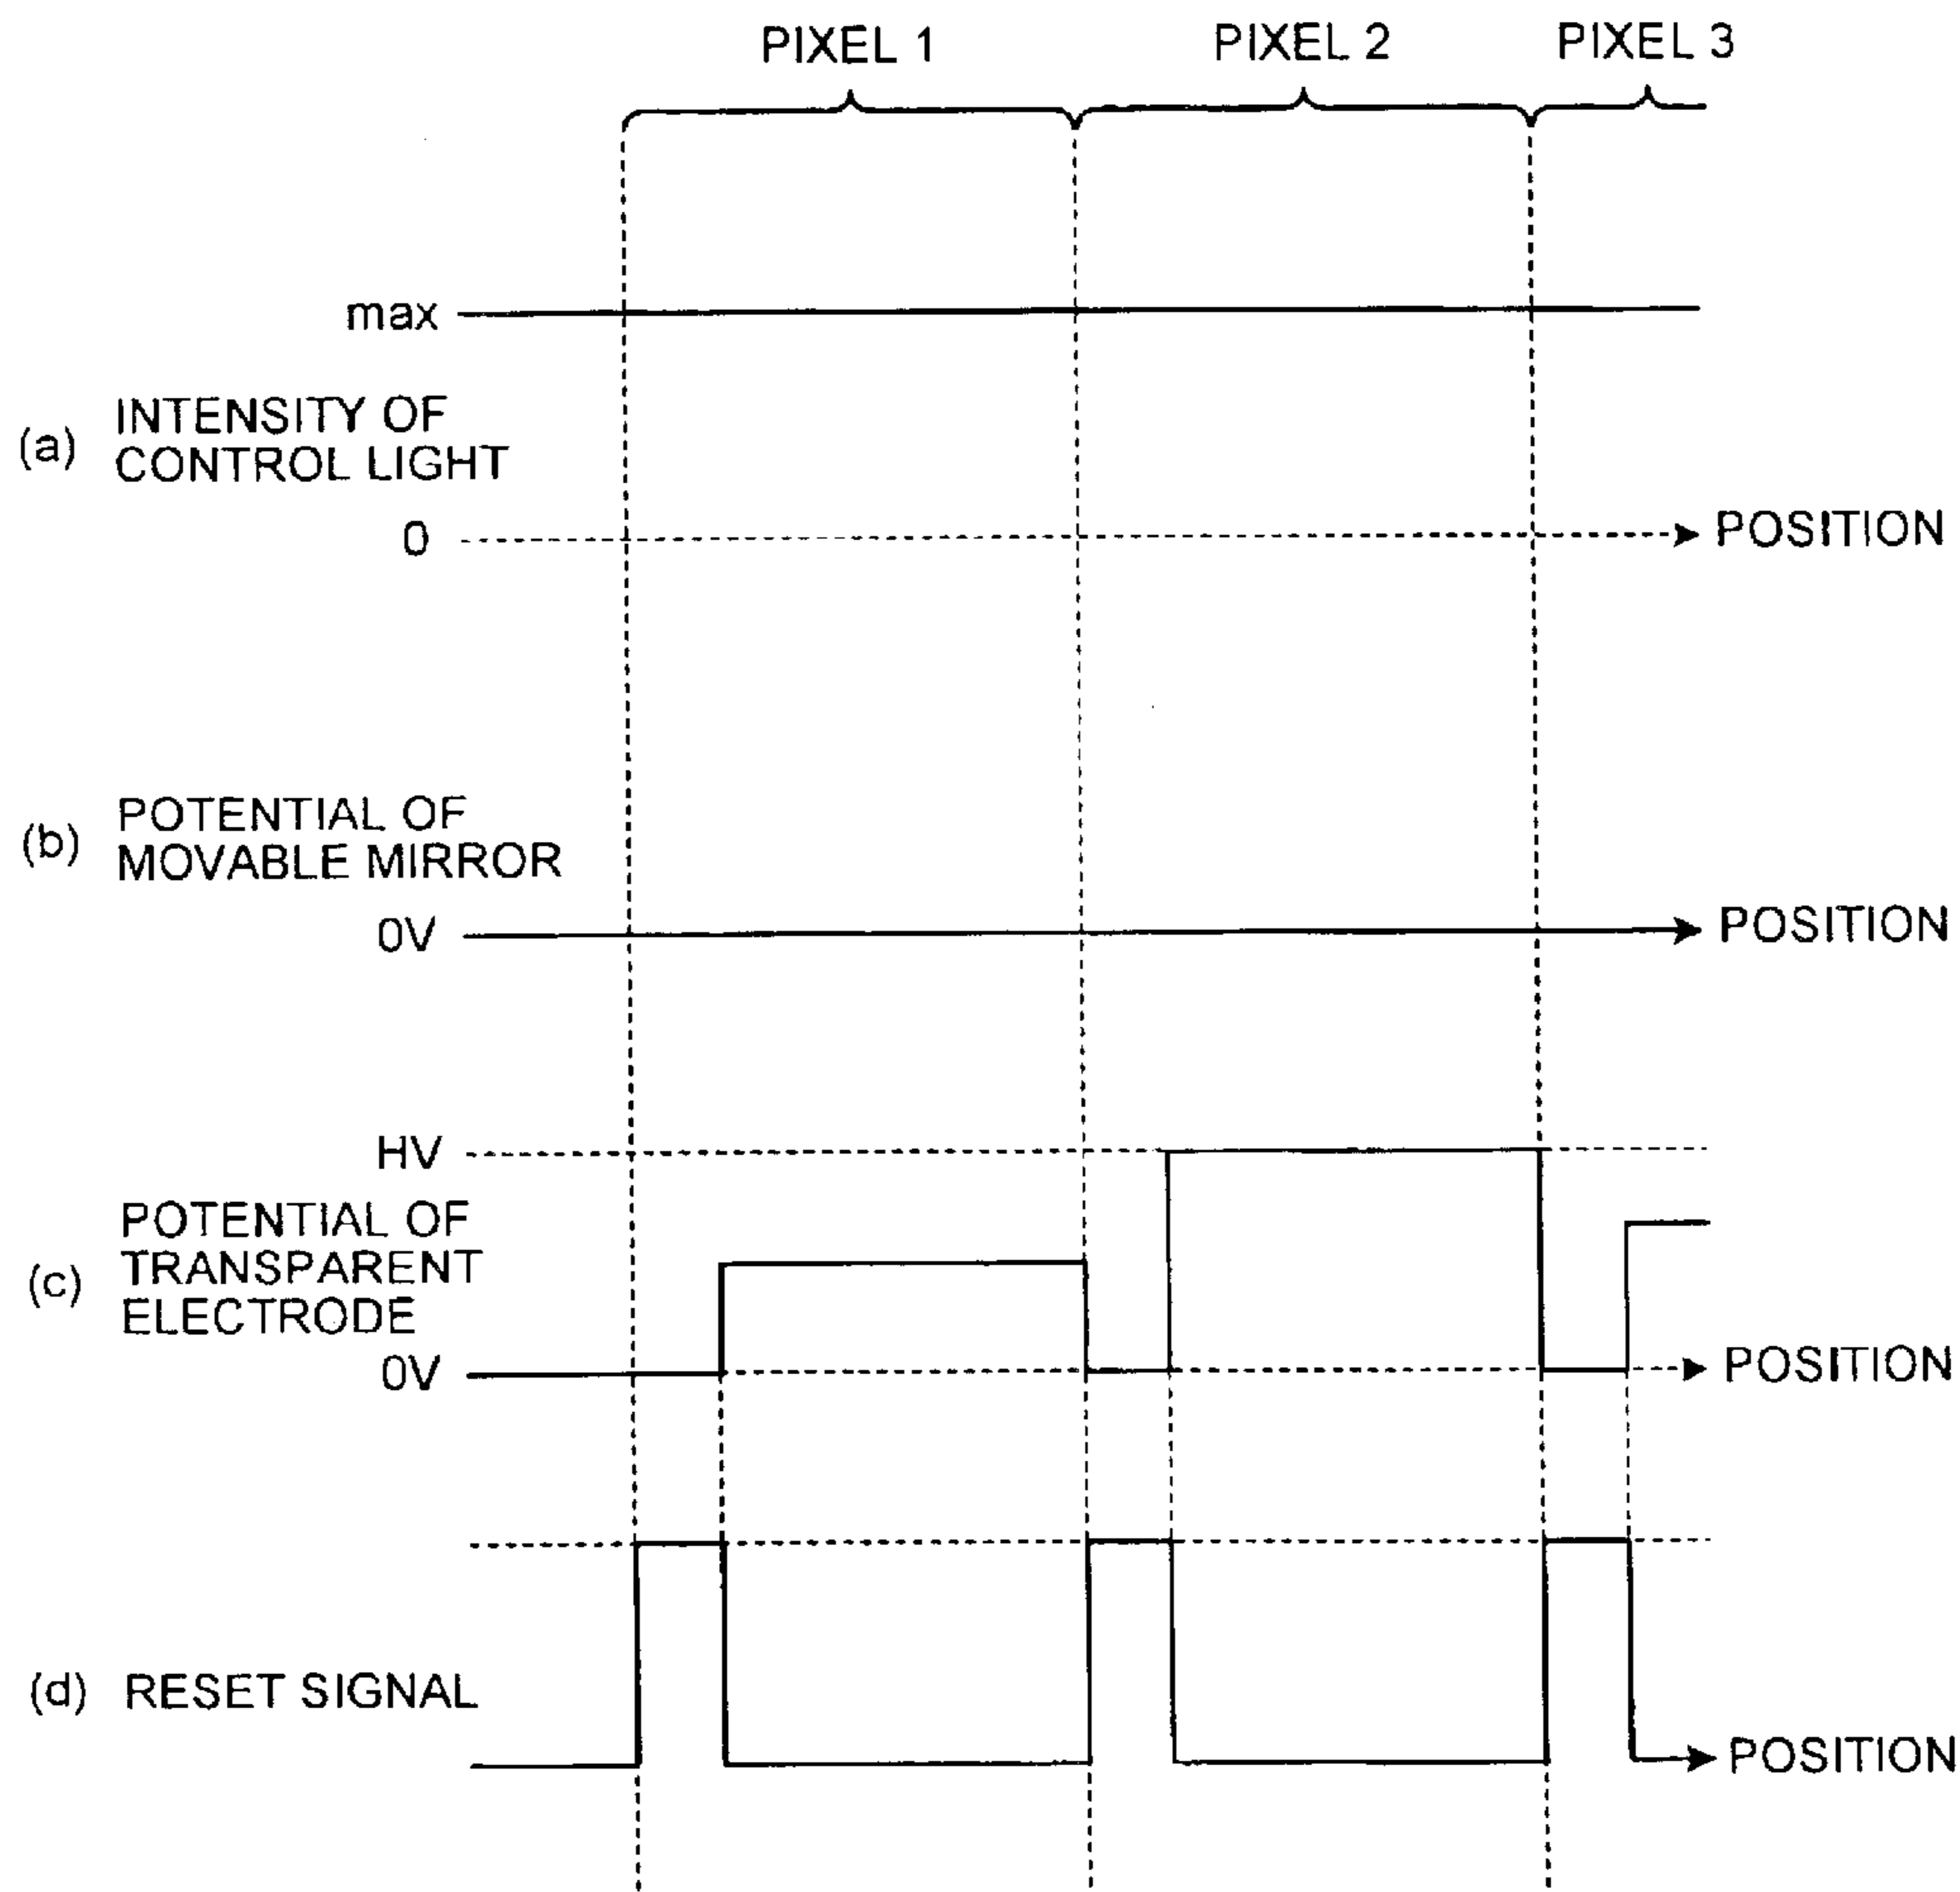 PIXEL 1 PIXEL 2 PIXEL 3
max
(a) INTENSITY OF
CONTROL LIGHT
0 POSITION
(b) POTENTIAL OF
MOVABLE MIRROR
0V POSITION
HV
(c) POTENTIAL OF
TRANSPARENT
ELECTRODE
0V POSITION
(d) RESET SIGNAL
POSITION